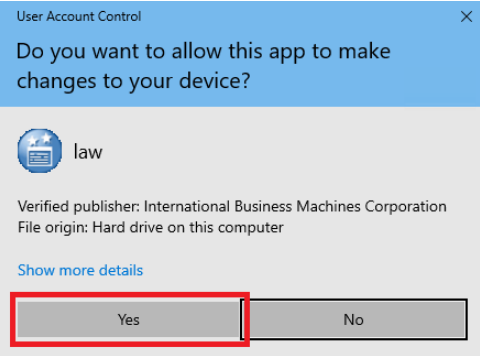 User Account Control
Do you want to allow this app to make
changes to your device?
law
Verified publisher: International Business Machines Corporation
File origin: Hard drive on this computer
Show more details
Yes
No